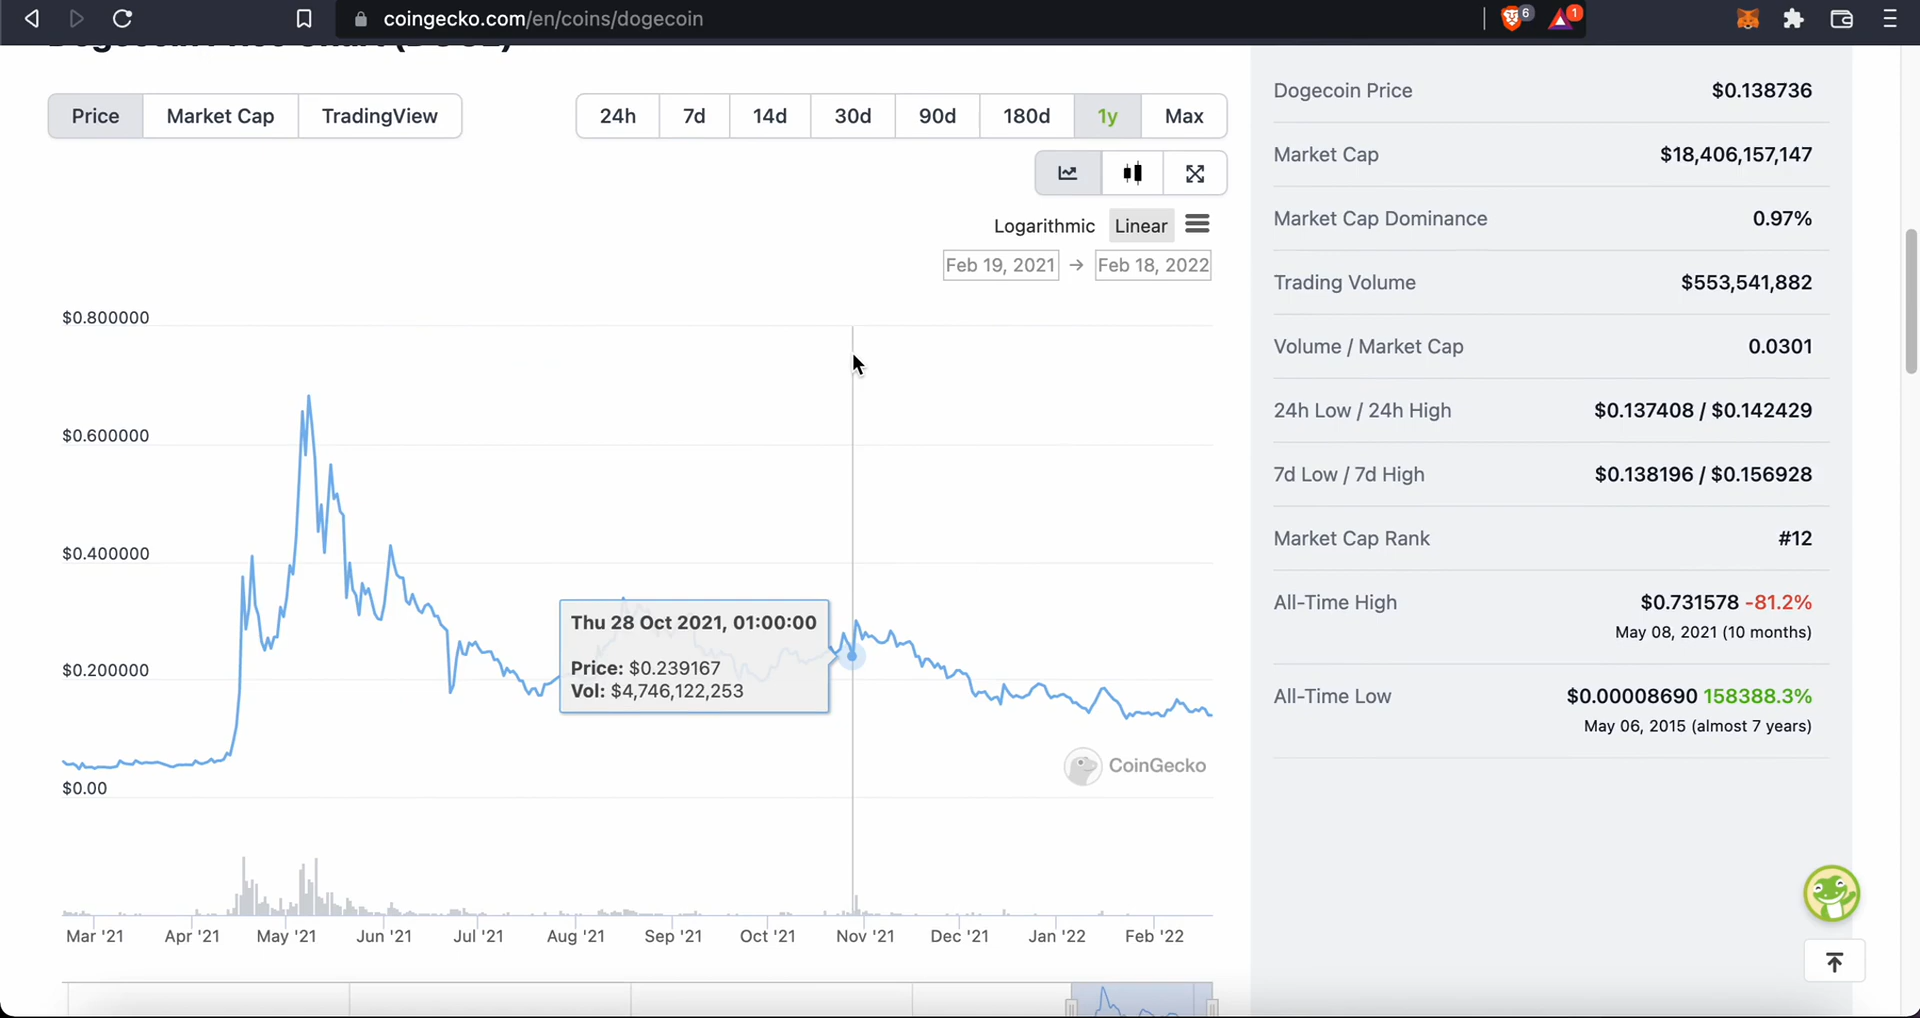 coingecko.com/en/coins/dogecoin
6
1
Price Market Cap TradingView
24h 7d 14d 30d 90d 180d 1y Max
Logarithmic Linear
Feb 19, 2021 → Feb 18, 2022
$0.800000
$0.600000
$0.400000
$0.200000
$0.00
Thu 28 Oct 2021, 01:00:00
Price: $0.239167
Vol: $4,746,122,253
CoinGecko
Mar '21 Apr '21 May '21 Jun '21 Jul '21 Aug '21 Sep '21 Oct '21 Nov '21 Dec '21 Jan '22 Feb '22
Dogecoin Price $0.138736
Market Cap $18,406,157,147
Market Cap Dominance 0.97%
Trading Volume $553,541,882
Volume / Market Cap 0.0301
24h Low / 24h High $0.137408 / $0.142429
7d Low / 7d High $0.138196 / $0.156928
Market Cap Rank #12
All-Time High $0.731578 -81.2%
May 08, 2021 (10 months)
All-Time Low $0.00008690 158388.3%
May 06, 2015 (almost 7 years)